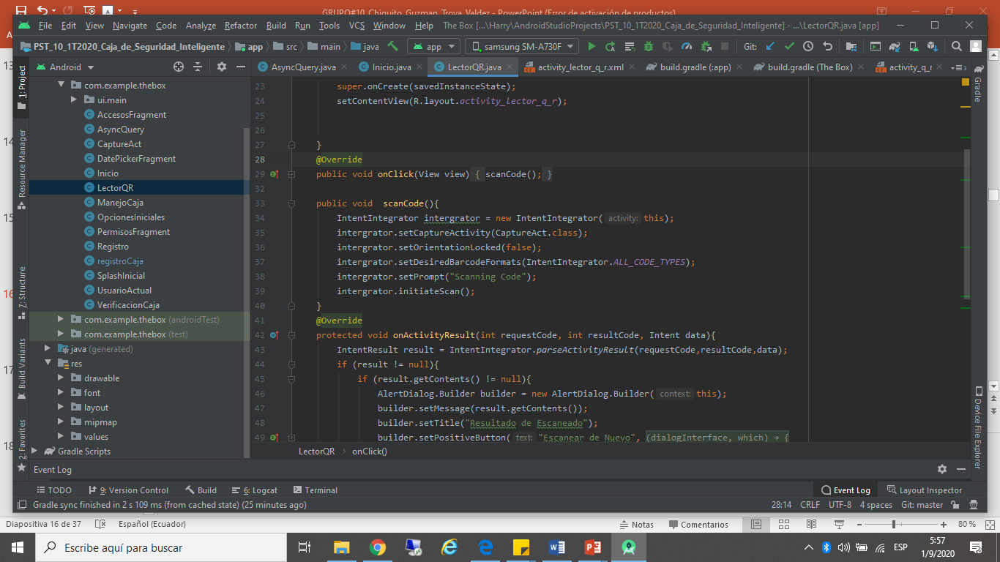 GRUPO#10_Chiquito_Guzman_Troya_Valdez - PowerPoint (Error de activación de productos)
File Edit View Navigate Code Analyze Refactor Build Run Tools VCS Window Help The Box [...\Harry\AndroidStudioProjects\PST_10_1T2020_Caja_de_Seguridad_Inteligente] - ...\LectorQR.java [app]
PST_10_1T2020_Caja_de_Seguridad_Inteligente app src main java app samsung SM-A730F Git:
Android
AsyncQuery.java Inicio.java LectorQR.java activity_lector_q_r.xml build.gradle (:app) build.gradle (The Box) activity_q_r 3
1: Project
Resource Manager
7: Structure
Build Variants
2: Favorites
com.example.thebox
ui.main
AccesosFragment
AsyncQuery
CaptureAct
DatePickerFragment
Inicio
LectorQR
ManejoCaja
OpcionesIniciales
PermisosFragment
Registro
registroCaja
SplashInicial
UsuarioActual
VerificacionCaja
com.example.thebox (androidTest)
com.example.thebox (test)
java (generated)
res
drawable
font
layout
mipmap
values
Gradle Scripts
23 super.onCreate(savedInstanceState);
24 setContentView(R.layout.activity_lector_q_r);
25
26
27 }
28 @Override
29 public void onClick(View view) { scanCode(); }
32
33 public void  scanCode(){
34 IntentIntegrator intergrator = new IntentIntegrator( activity: this);
35 intergrator.setCaptureActivity(CaptureAct.class);
36 intergrator.setOrientationLocked(false);
37 intergrator.setDesiredBarcodeFormats(IntentIntegrator.ALL_CODE_TYPES);
38 intergrator.setPrompt("Scanning Code");
39 intergrator.initiateScan();
40 }
41 @Override
42 protected void onActivityResult(int requestCode, int resultCode, Intent data){
43 IntentResult result = IntentIntegrator.parseActivityResult(requestCode,resultCode,data);
44 if (result != null){
45 if (result.getContents() != null){
46 AlertDialog.Builder builder = new AlertDialog.Builder( context: this);
47 builder.setMessage(result.getContents());
48 builder.setTitle("Resultado de Escaneado");
49 builder.setPositiveButton( text: "Escanear de Nuevo", (dialogInterface, which) → {
Gradle
Device File Explorer
LectorQR onClick()
Event Log
TODO 9: Version Control Build 6: Logcat Terminal Event Log Layout Inspector
Gradle sync finished in 2 s 109 ms (from cached state) (25 minutes ago) 28:14 CRLF UTF-8 4 spaces Git: master
13
14
15
16
17
18
Diapositiva 16 de 37 Español (Ecuador) Notas Comentarios 80 %
Escribe aquí para buscar
ESP
5:57
1/9/2020